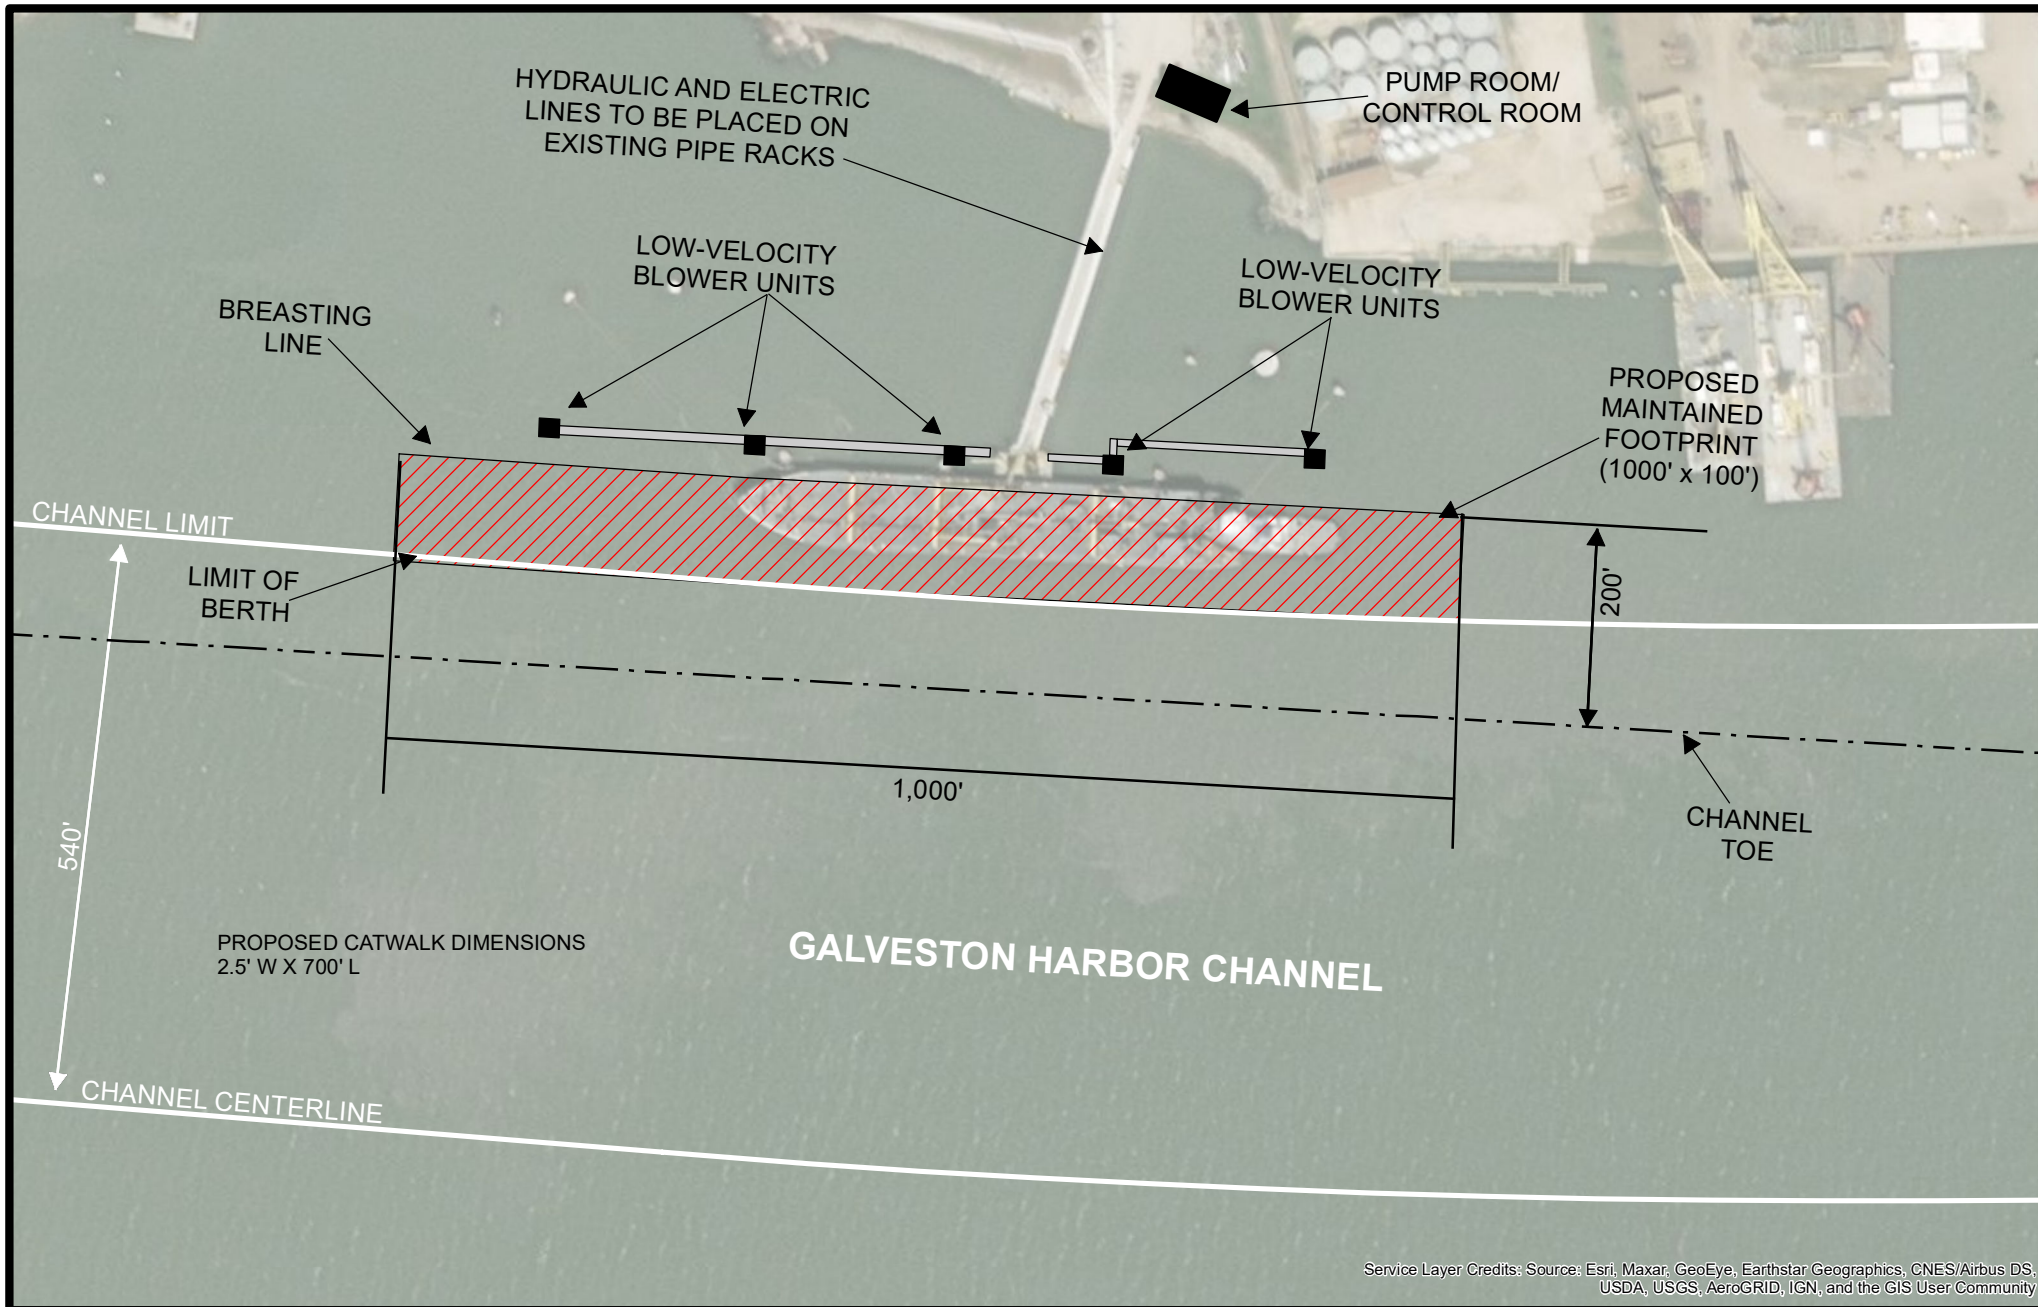 HYDRAULIC AND ELECTRIC
LINES TO BE PLACED ON
EXISTING PIPE RACKS
PUMP ROOM/
CONTROL ROOM
LOW-VELOCITY
BLOWER UNITS
LOW-VELOCITY
BLOWER UNITS
BREASTING
LINE
PROPOSED
MAINTAINED
FOOTPRINT
(1000' x 100')
CHANNEL LIMIT
LIMIT OF
BERTH
200'
1,000'
CHANNEL
TOE
540'
PROPOSED CATWALK DIMENSIONS
2.5' W X 700' L
GALVESTON HARBOR CHANNEL
CHANNEL CENTERLINE
Service Layer Credits: Source: Esri, Maxar, GeoEye, Earthstar Geographics, CNES/Airbus DS,
USDA, USGS, AeroGRID, IGN, and the GIS User Community